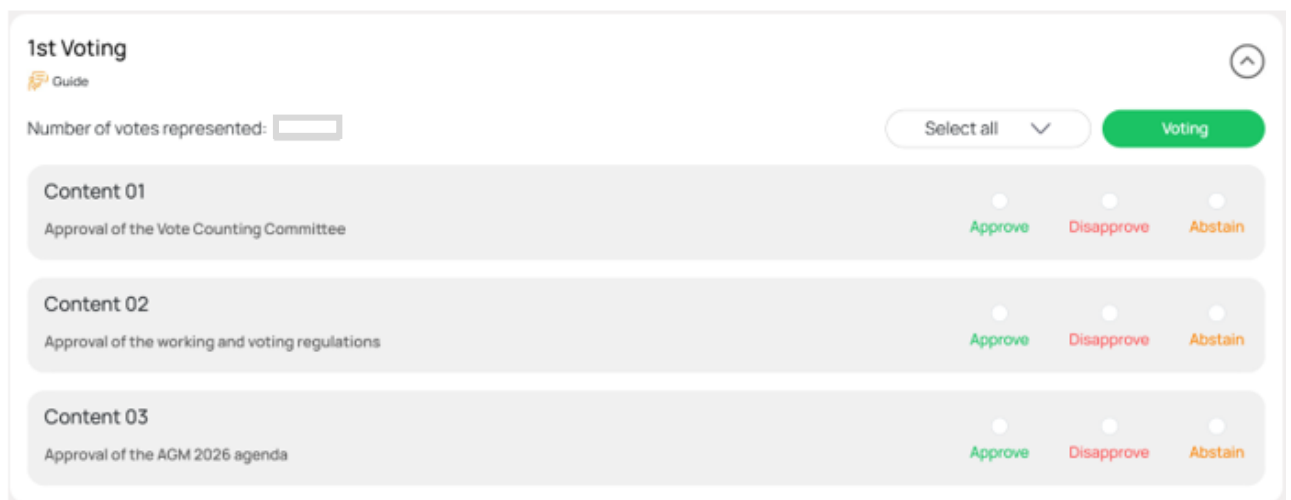 1st Voting
Guide
Number of votes represented:
Select all
Voting
Content 01
Approval of the Vote Counting Committee
Approve Disapprove Abstain
Content 02
Approval of the working and voting regulations
Approve Disapprove Abstain
Content 03
Approval of the AGM 2026 agenda
Approve Disapprove Abstain